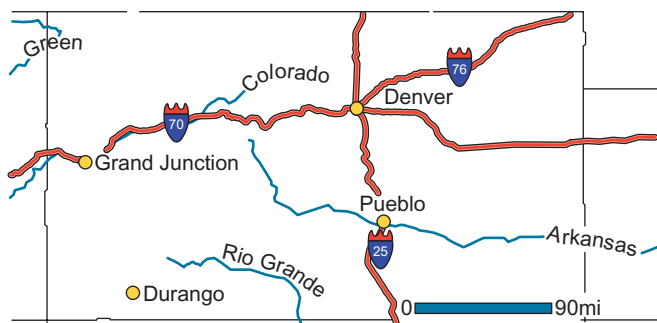 Green
76
Colorado
Denver
70
Grand Junction
Pueblo
Arkansas
25
Rio Grande
Durango
0 90mi